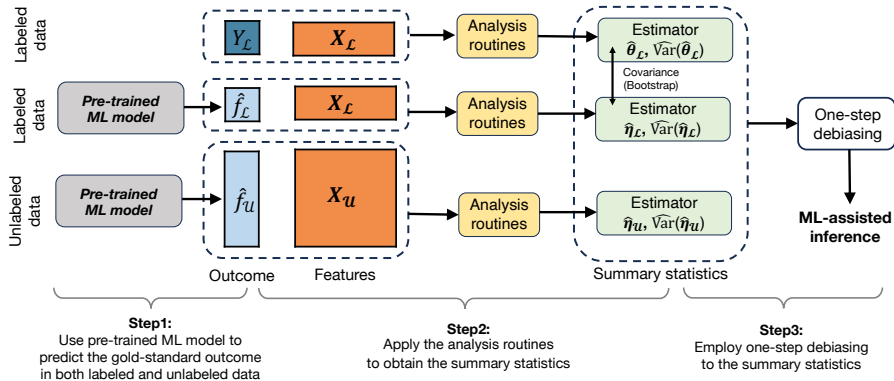 Labeled
data
Y_L
X_L
Analysis
routines
Estimator
θ̂_L, Var̂(θ̂_L)
Covariance
(Bootstrap)
Labeled
data
Pre-trained
ML model
f̂_L
X_L
Analysis
routines
Estimator
η̂_L, Var̂(η̂_L)
One-step
debiasing
Unlabeled
data
Pre-trained
ML model
f̂_U
X_U
Analysis
routines
Estimator
η̂_U, Var̂(η̂_U)
ML-assisted
inference
Outcome
Features
Summary statistics
Step1:
Use pre-trained ML model to
predict the gold-standard outcome
in both labeled and unlabeled data
Step2:
Apply the analysis routines
to obtain the summary statistics
Step3:
Employ one-step debiasing
to the summary statistics